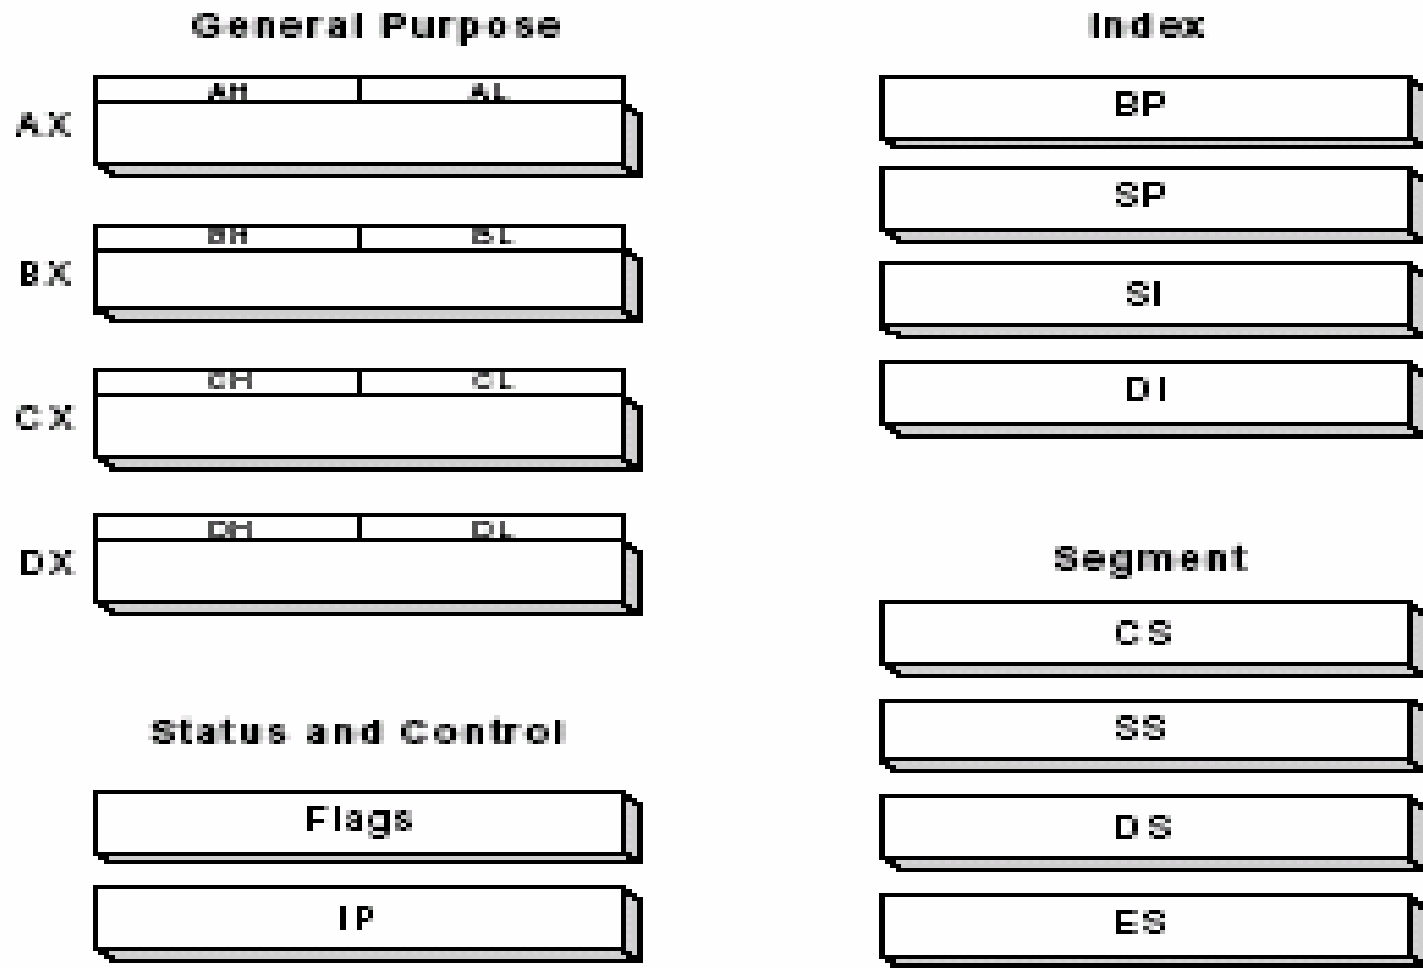 General Purpose
AH AL
AX
BH BL
BX
CH CL
CX
DH DL
DX
Status and Control
Flags
IP
Index
BP
SP
SI
DI
Segment
CS
SS
DS
ES